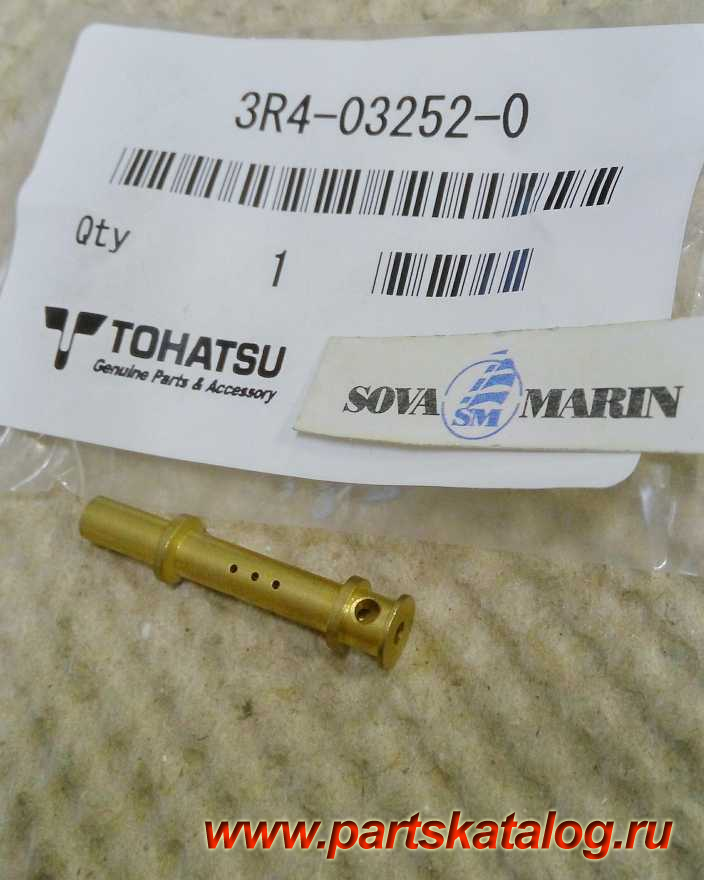 3R4-03252-0
Qty 1
TOHATSU
Genuine Parts & Accessory
SOVA SM MARIN
www.partskatalog.ru